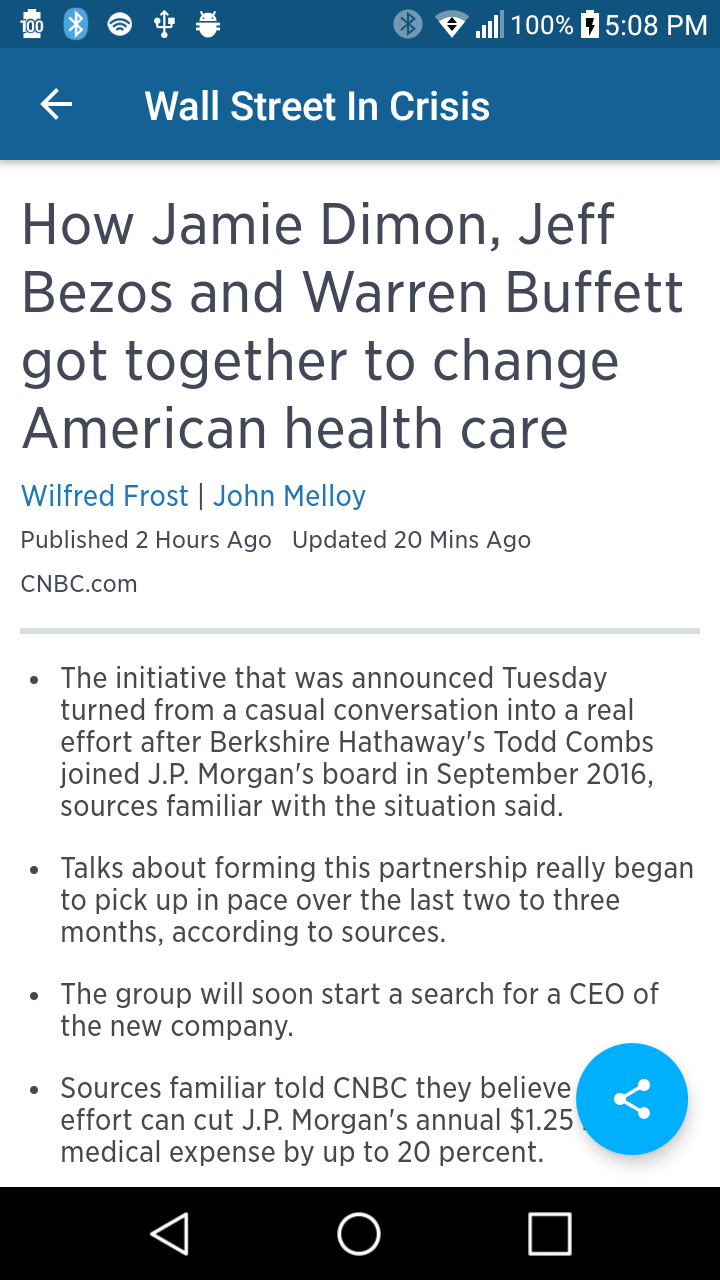 100 100% 5:08 PM
Wall Street In Crisis
How Jamie Dimon, Jeff
Bezos and Warren Buffett
got together to change
American health care
Wilfred Frost | John Melloy
Published 2 Hours Ago Updated 20 Mins Ago
CNBC.com
• The initiative that was announced Tuesday
turned from a casual conversation into a real
effort after Berkshire Hathaway's Todd Combs
joined J.P. Morgan's board in September 2016,
sources familiar with the situation said.
• Talks about forming this partnership really began
to pick up in pace over the last two to three
months, according to sources.
• The group will soon start a search for a CEO of
the new company.
• Sources familiar told CNBC they believe
effort can cut J.P. Morgan's annual $1.25
medical expense by up to 20 percent.